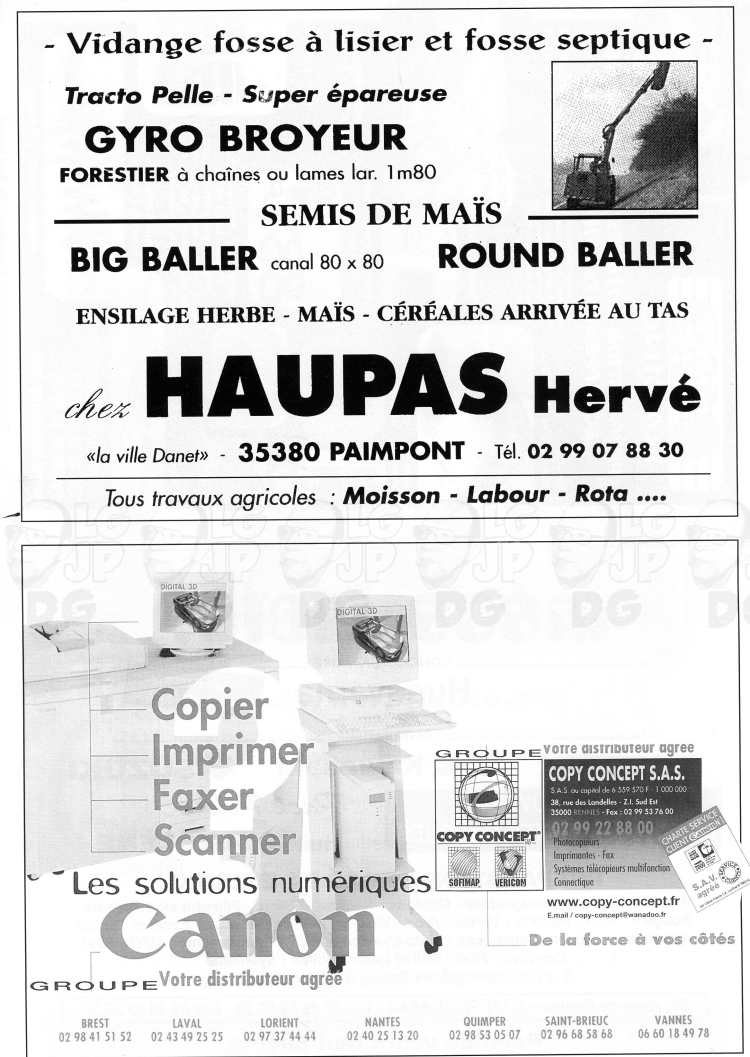 - Vidange fosse à lisier et fosse septique -
Tracto Pelle - Super épareuse
GYRO BROYEUR
FORESTIER à chaînes ou lames lar. 1m80
SEMIS DE MAÏS
BIG BALLER canal 80 x 80 ROUND BALLER
ENSILAGE HERBE - MAÏS - CÉRÉALES ARRIVÉE AU TAS
chez HAUPAS Hervé
«la ville Danet» - 35380 PAIMPONT - Tél. 02 99 07 88 30
Tous travaux agricoles : Moisson - Labour - Rota ....
LG JP DG
DIGITAL 3D
DIGITAL 3D
Copier
Imprimer
Faxer
Scanner
Les solutions numériques
Canon
GROUPE Votre distributeur agréé
GROUPE
COPY CONCEPT
SOFIMAP VERICOM
Votre distributeur agréé
COPY CONCEPT S.A.S.
S.A.S. au capital de 6 559 570 F - 1 000 000
38, rue des Landelles - Z.I. Sud Est
35000 RENNES - Fax : 02 99 53 76 00
02 99 22 88 00
Photocopieurs
Imprimantes - Fax
Systèmes télécopieurs multifonction
Connectique
CHARTE SERVICE
CLIENT Canon
S.A.V.
agréé
www.copy-concept.fr
E.mail / copy-concept@wanadoo.fr
De la force à vos côtés
BREST LAVAL LORIENT NANTES QUIMPER SAINT-BRIEUC VANNES
02 98 41 51 52 02 43 49 25 25 02 97 37 44 44 02 40 25 13 20 02 98 53 05 07 02 96 68 58 68 06 60 18 49 78